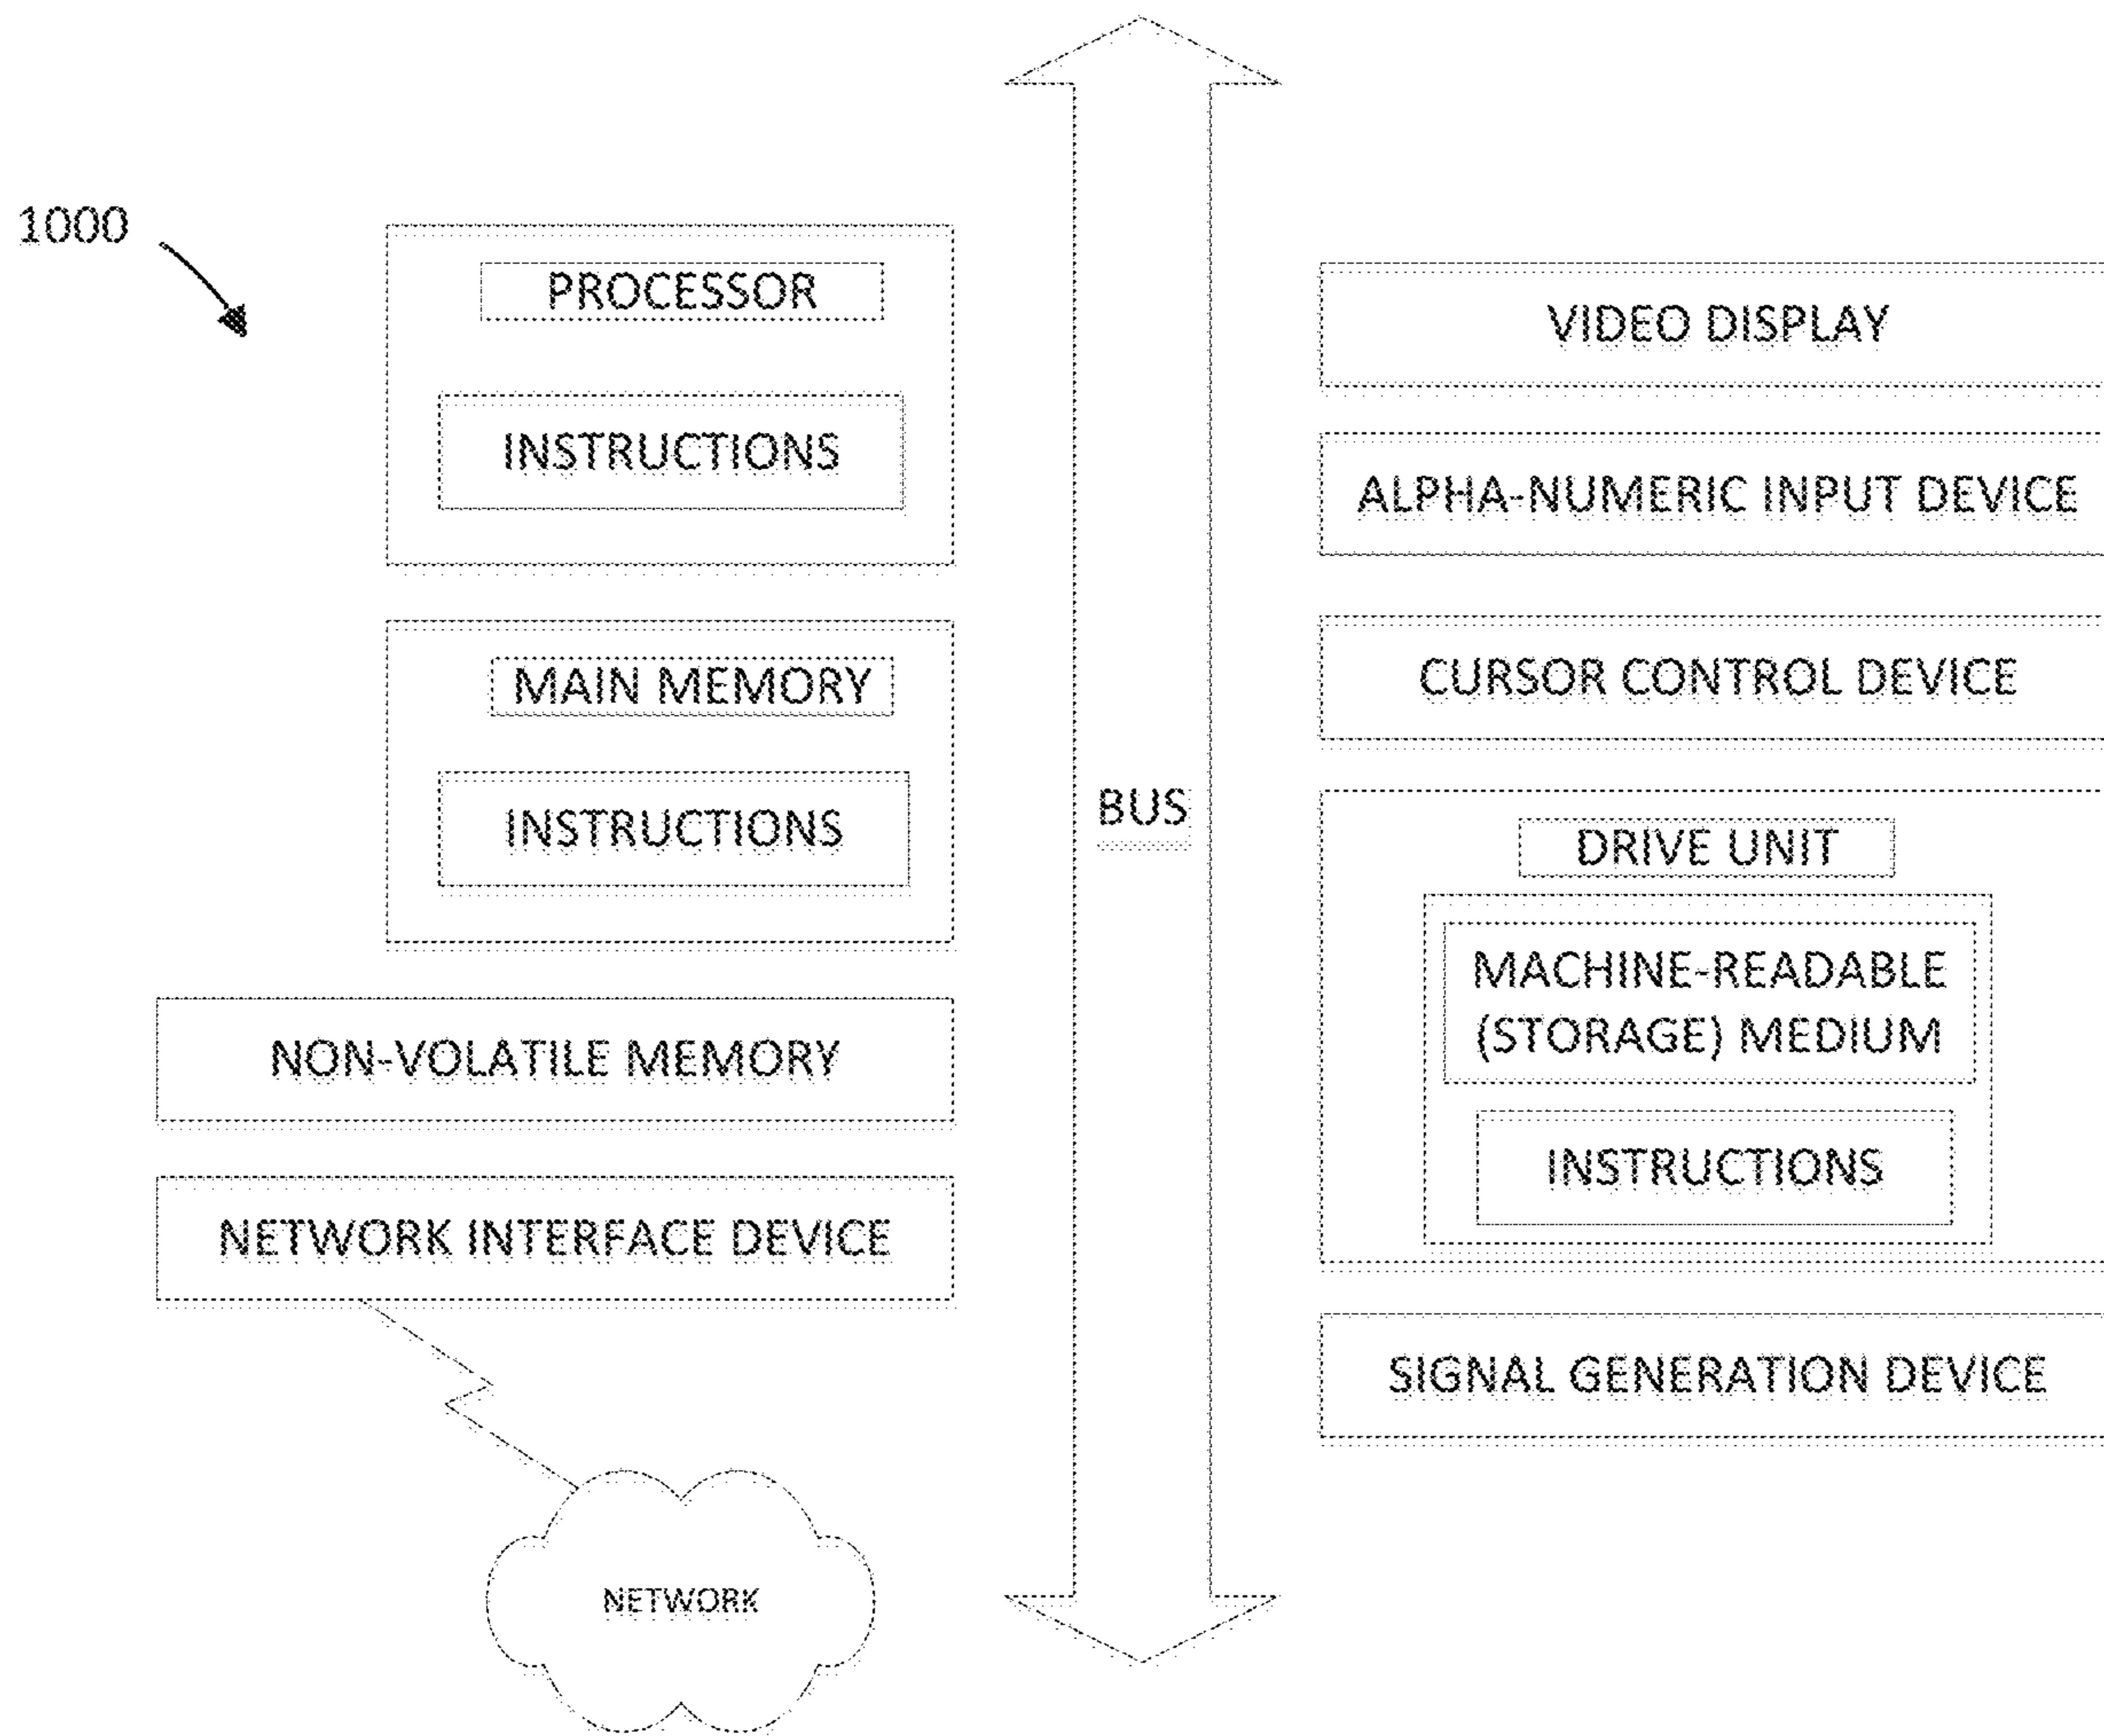 1000
PROCESSOR
INSTRUCTIONS
MAIN MEMORY
INSTRUCTIONS
NON-VOLATILE MEMORY
NETWORK INTERFACE DEVICE
NETWORK
BUS
VIDEO DISPLAY
ALPHA-NUMERIC INPUT DEVICE
CURSOR CONTROL DEVICE
DRIVE UNIT
MACHINE-READABLE
(STORAGE) MEDIUM
INSTRUCTIONS
SIGNAL GENERATION DEVICE